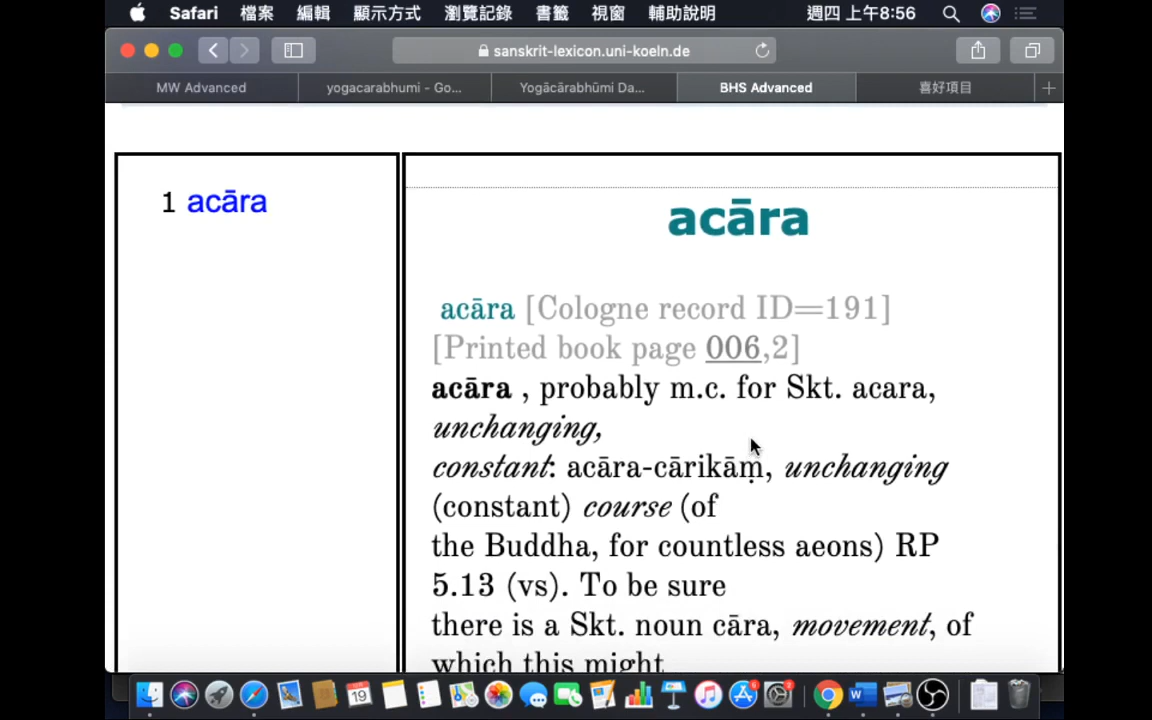 Safari 檔案 編輯 顯示方式 瀏覽記錄 書籤 視窗 輔助說明 週四 上午8:56
sanskrit-lexicon.uni-koeln.de
MW Advanced yogacarabhumi - Go... Yogācārabhūmi Da... BHS Advanced 喜好項目
1 acāra
acāra
acāra [Cologne record ID=191]
[Printed book page 006,2]
acāra , probably m.c. for Skt. acara,
unchanging,
constant: acāra-cārikāṃ, unchanging
(constant) course (of
the Buddha, for countless aeons) RP
5.13 (vs). To be sure
there is a Skt. noun cāra, movement, of
which this might
19